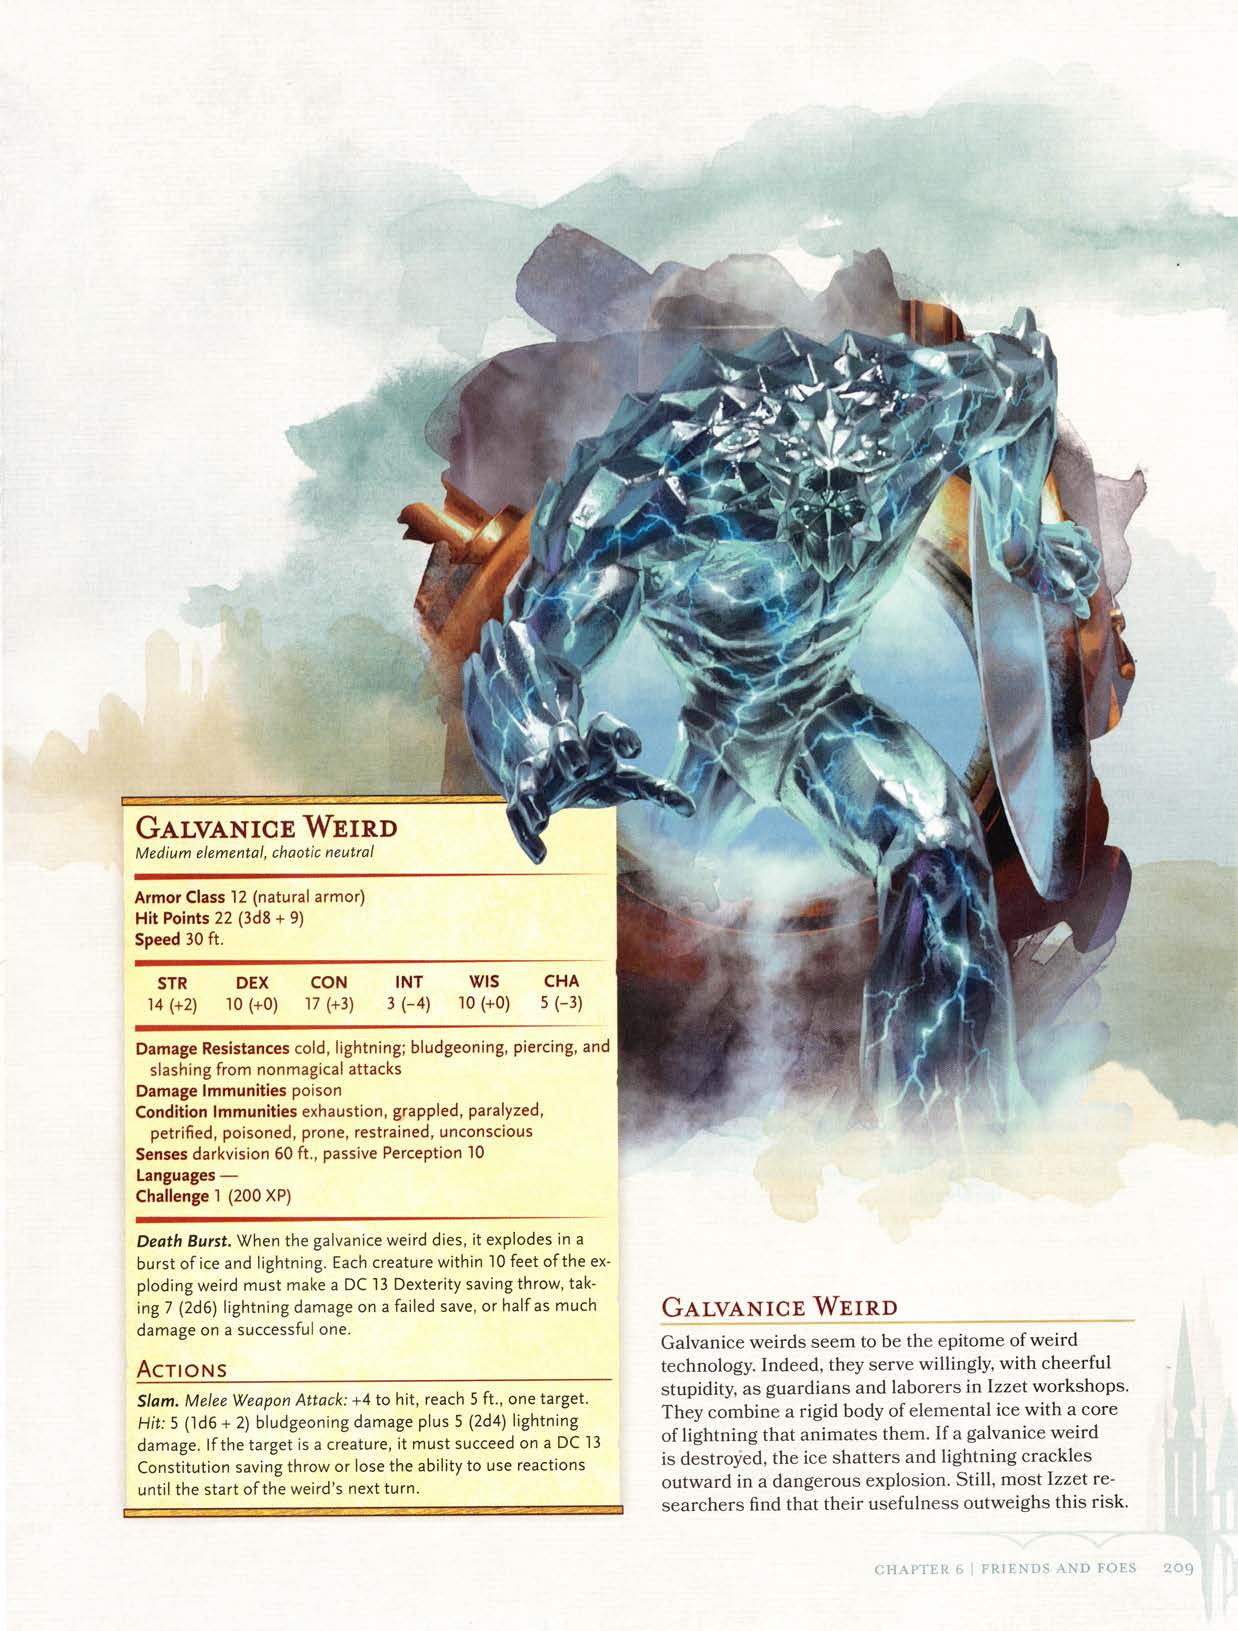 Galvanice Weird
Medium elemental, chaotic neutral
Armor Class 12 (natural armor)
Hit Points 22 (3d8 + 9)
Speed 30 ft.
STR DEX CON INT WIS CHA
14 (+2) 10 (+0) 17 (+3) 3 (−4) 10 (+0) 5 (−3)
Damage Resistances cold, lightning; bludgeoning, piercing, and
slashing from nonmagical attacks
Damage Immunities poison
Condition Immunities exhaustion, grappled, paralyzed,
petrified, poisoned, prone, restrained, unconscious
Senses darkvision 60 ft., passive Perception 10
Languages —
Challenge 1 (200 XP)
Death Burst. When the galvanice weird dies, it explodes in a
burst of ice and lightning. Each creature within 10 feet of the ex-
ploding weird must make a DC 13 Dexterity saving throw, tak-
ing 7 (2d6) lightning damage on a failed save, or half as much
damage on a successful one.
Actions
Slam. Melee Weapon Attack: +4 to hit, reach 5 ft., one target.
Hit: 5 (1d6 + 2) bludgeoning damage plus 5 (2d4) lightning
damage. If the target is a creature, it must succeed on a DC 13
Constitution saving throw or lose the ability to use reactions
until the start of the weird's next turn.
Galvanice Weird
Galvanice weirds seem to be the epitome of weird
technology. Indeed, they serve willingly, with cheerful
stupidity, as guardians and laborers in Izzet workshops.
They combine a rigid body of elemental ice with a core
of lightning that animates them. If a galvanice weird
is destroyed, the ice shatters and lightning crackles
outward in a dangerous explosion. Still, most Izzet re-
searchers find that their usefulness outweighs this risk.
CHAPTER 6 | FRIENDS AND FOES 209